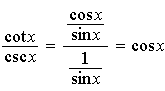 cotx/cscx = (cosx/sinx)/(1/sinx) = cosx